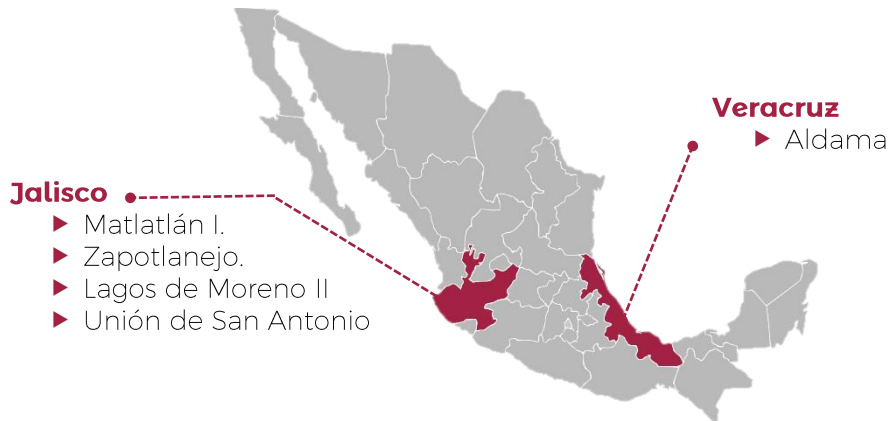 Jalisco
Matlatlán I.
Zapotlanejo.
Lagos de Moreno II
Unión de San Antonio
Veracruz
Aldama